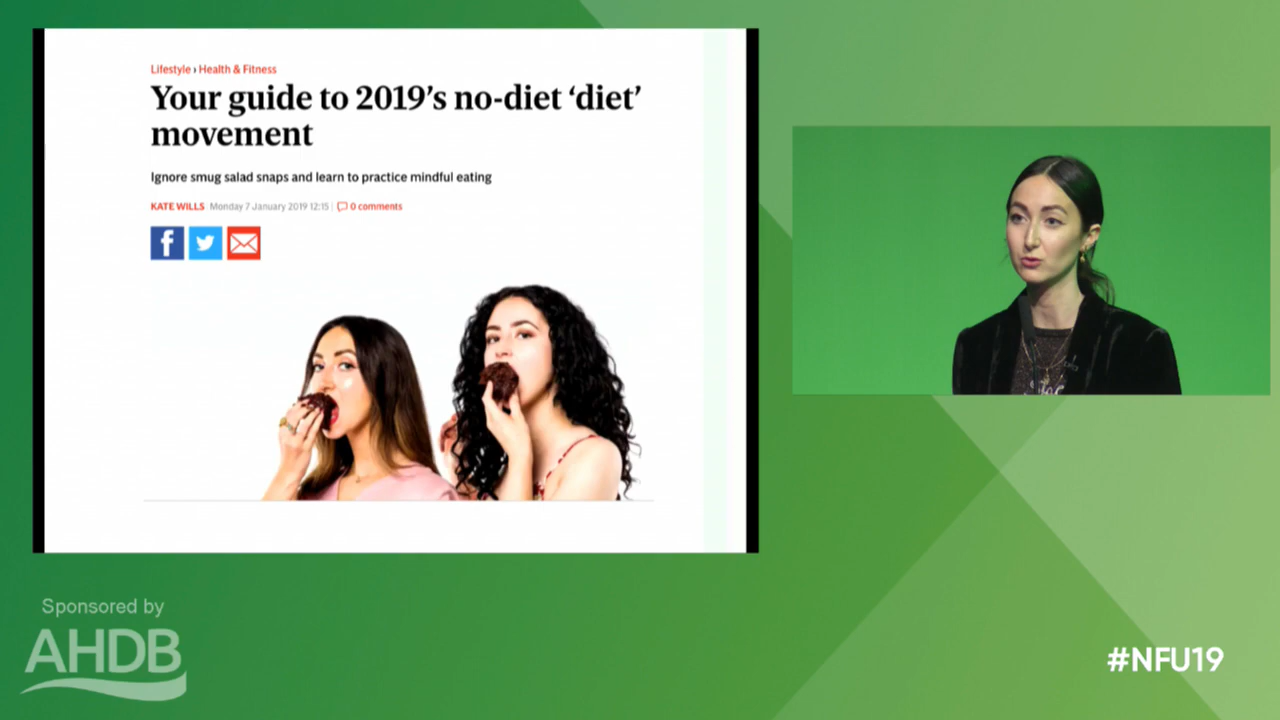 Lifestyle › Health & Fitness
Your guide to 2019’s no-diet ‘diet’
movement
Ignore smug salad snaps and learn to practice mindful eating
KATE WILLS Monday 7 January 2019 12:15 | 0 comments
f
Sponsored by
AHDB
#NFU19